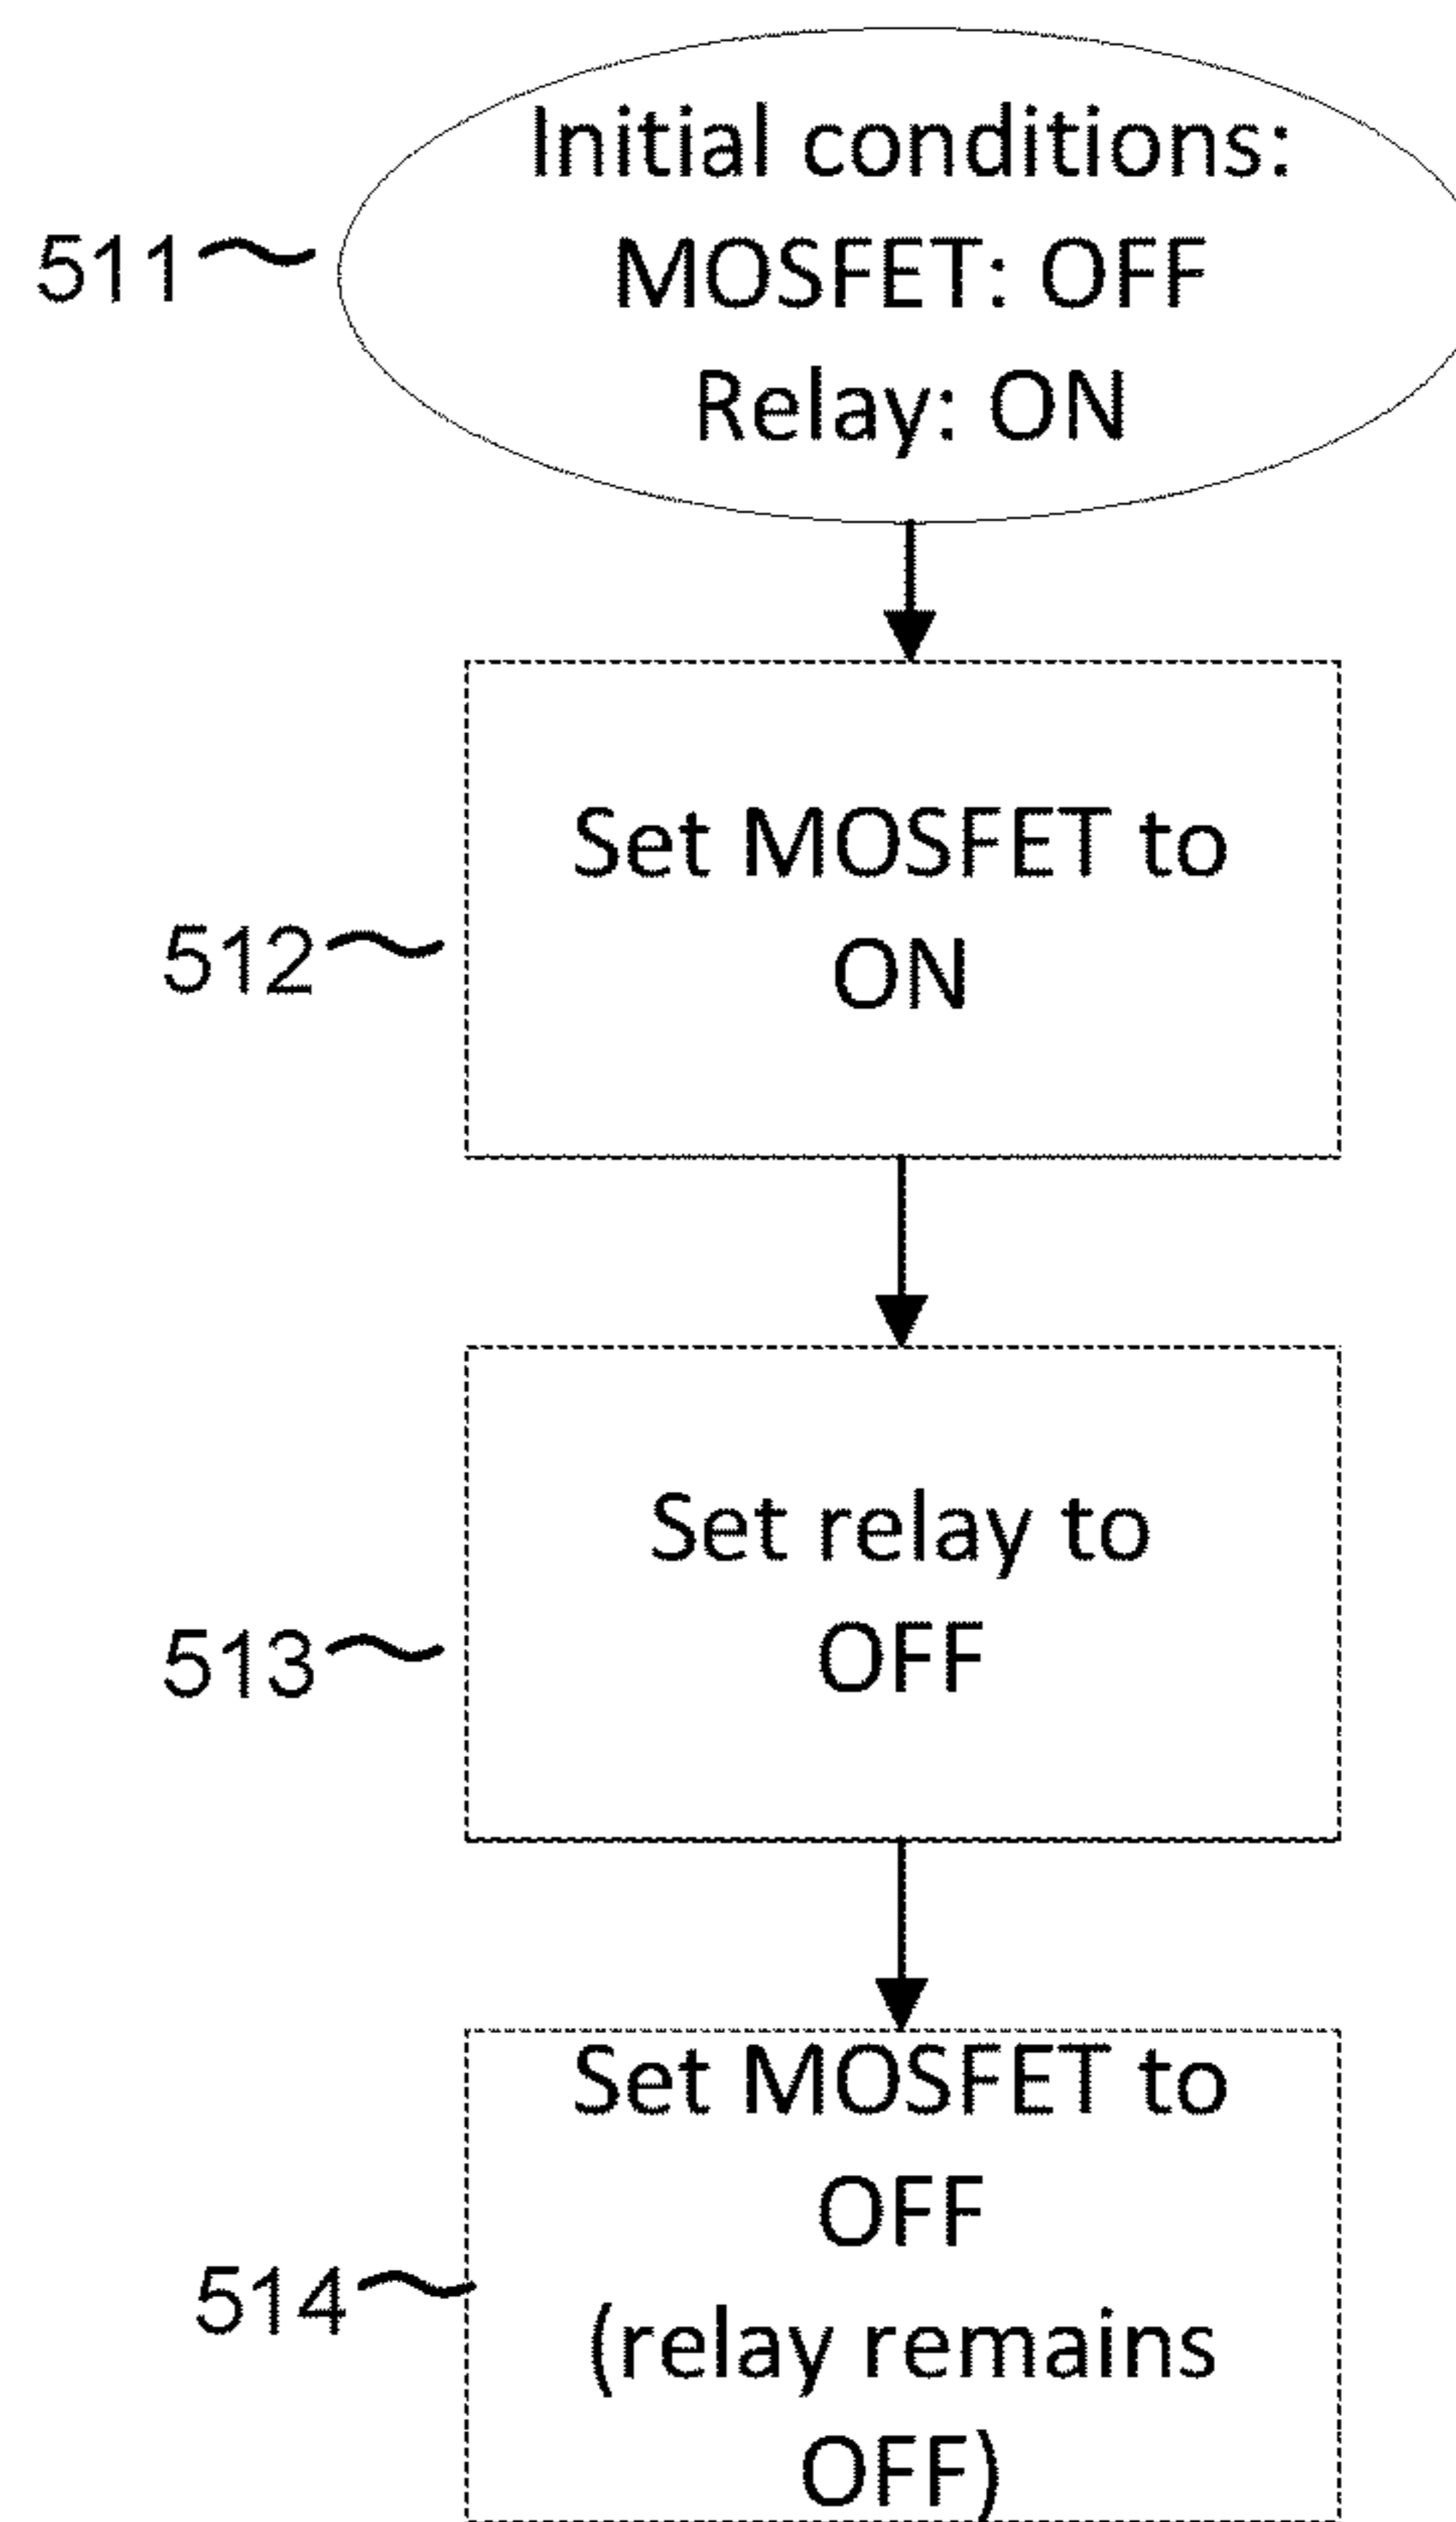 Initial conditions:
MOSFET: OFF
Relay: ON
511
Set MOSFET to
ON
512
Set relay to
OFF
513
Set MOSFET to
OFF
(relay remains
OFF)
514